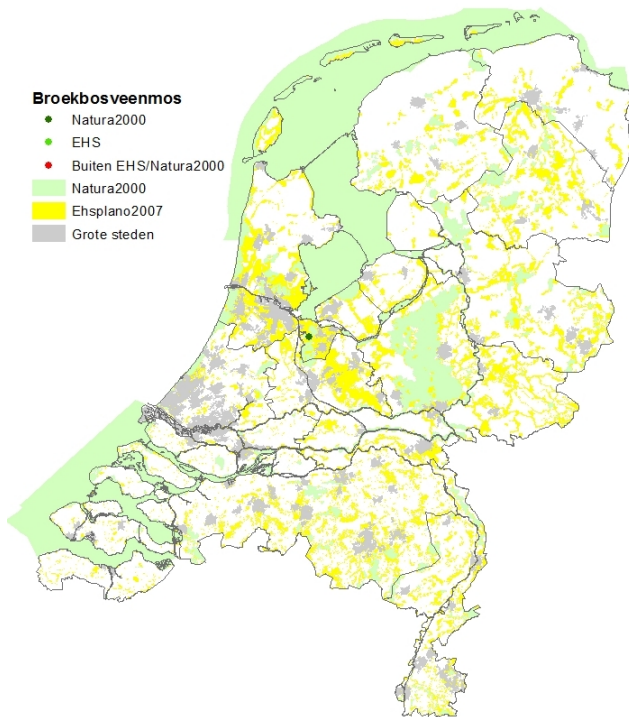 Broekbosveenmos
Natura2000
EHS
Buiten EHS/Natura2000
Natura2000
Ehsplano2007
Grote steden